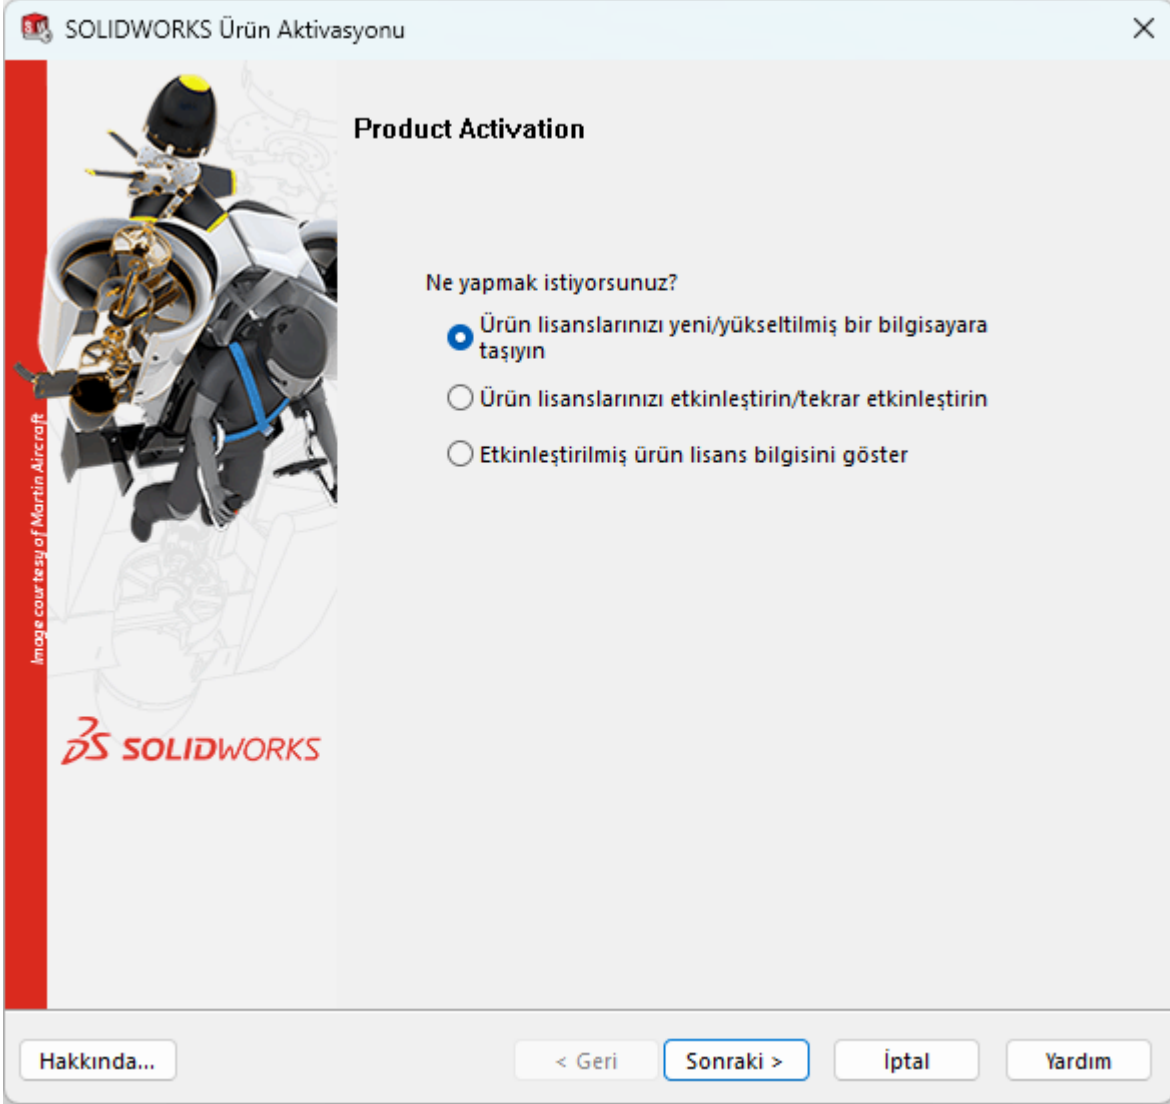 SOLIDWORKS Ürün Aktivasyonu
Product Activation
Ne yapmak istiyorsunuz?
Ürün lisanslarınızı yeni/yükseltilmiş bir bilgisayara
taşıyın
Ürün lisanslarınızı etkinleştirin/tekrar etkinleştirin
Etkinleştirilmiş ürün lisans bilgisini göster
Image courtesy of Martin Aircraft
SOLIDWORKS
Hakkında...
< Geri
Sonraki >
İptal
Yardım